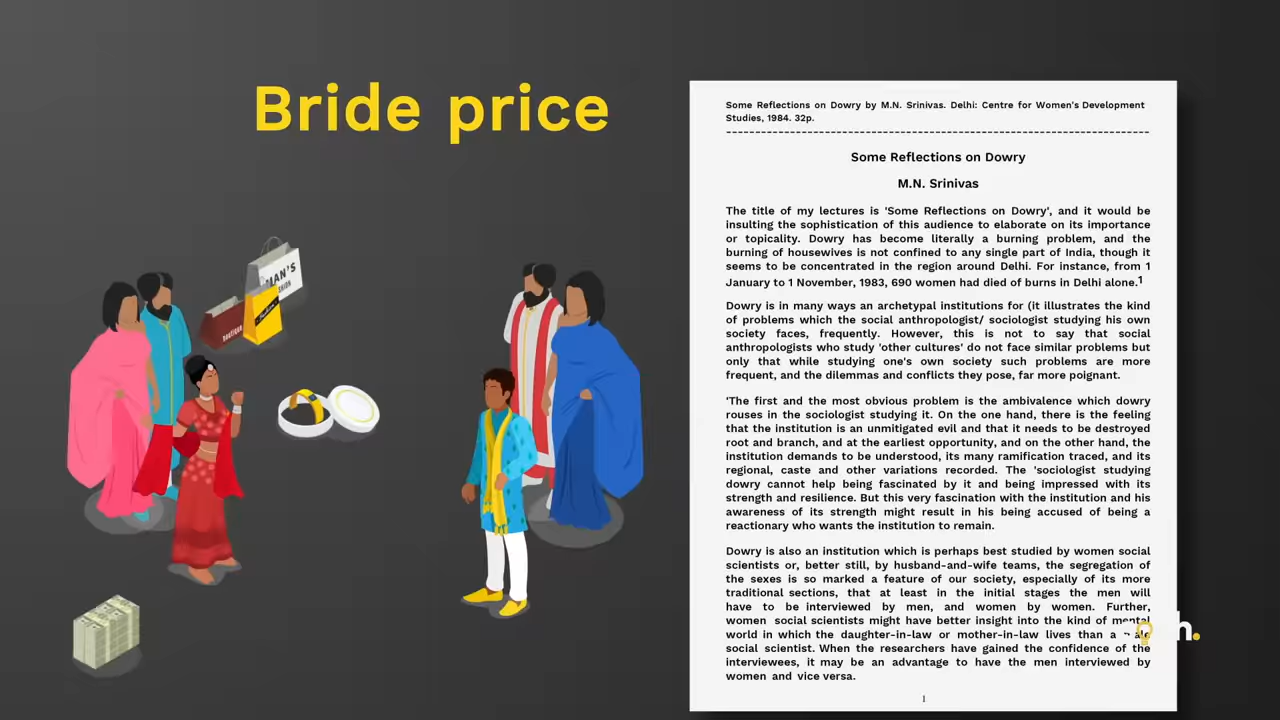 Bride price
MAN'S
Some Reflections on Dowry by M.N. Srinivas. Delhi: Centre for Women's Development
Studies, 1984. 32p.
Some Reflections on Dowry
M.N. Srinivas
The title of my lectures is 'Some Reflections on Dowry', and it would be
insulting the sophistication of this audience to elaborate on its importance
or topicality. Dowry has become literally a burning problem, and the
burning of housewives is not confined to any single part of India, though it
seems to be concentrated in the region around Delhi. For instance, from 1
January to 1 November, 1983, 690 women had died of burns in Delhi alone.1
Dowry is in many ways an archetypal institutions for (it illustrates the kind
of problems which the social anthropologist/ sociologist studying his own
society faces, frequently. However, this is not to say that social
anthropologists who study 'other cultures' do not face similar problems but
only that while studying one's own society such problems are more
frequent, and the dilemmas and conflicts they pose, far more poignant.
'The first and the most obvious problem is the ambivalence which dowry
rouses in the sociologist studying it. On the one hand, there is the feeling
that the institution is an unmitigated evil and that it needs to be destroyed
root and branch, and at the earliest opportunity, and on the other hand, the
institution demands to be understood, its many ramification traced, and its
regional, caste and other variations recorded. The 'sociologist studying
dowry cannot help being fascinated by it and being impressed with its
strength and resilience. But this very fascination with the institution and his
awareness of its strength might result in his being accused of being a
reactionary who wants the institution to remain.
Dowry is also an institution which is perhaps best studied by women social
scientists or, better still, by husband-and-wife teams, the segregation of
the sexes is so marked a feature of our society, especially of its more
traditional sections, that at least in the initial stages the men will
have to be interviewed by men, and women by women. Further,
women social scientists might have better insight into the kind of mental
world in which the daughter-in-law or mother-in-law lives than a
social scientist. When the researchers have gained the confidence of the
interviewees, it may be an advantage to have the men interviewed by
women and vice versa.
1